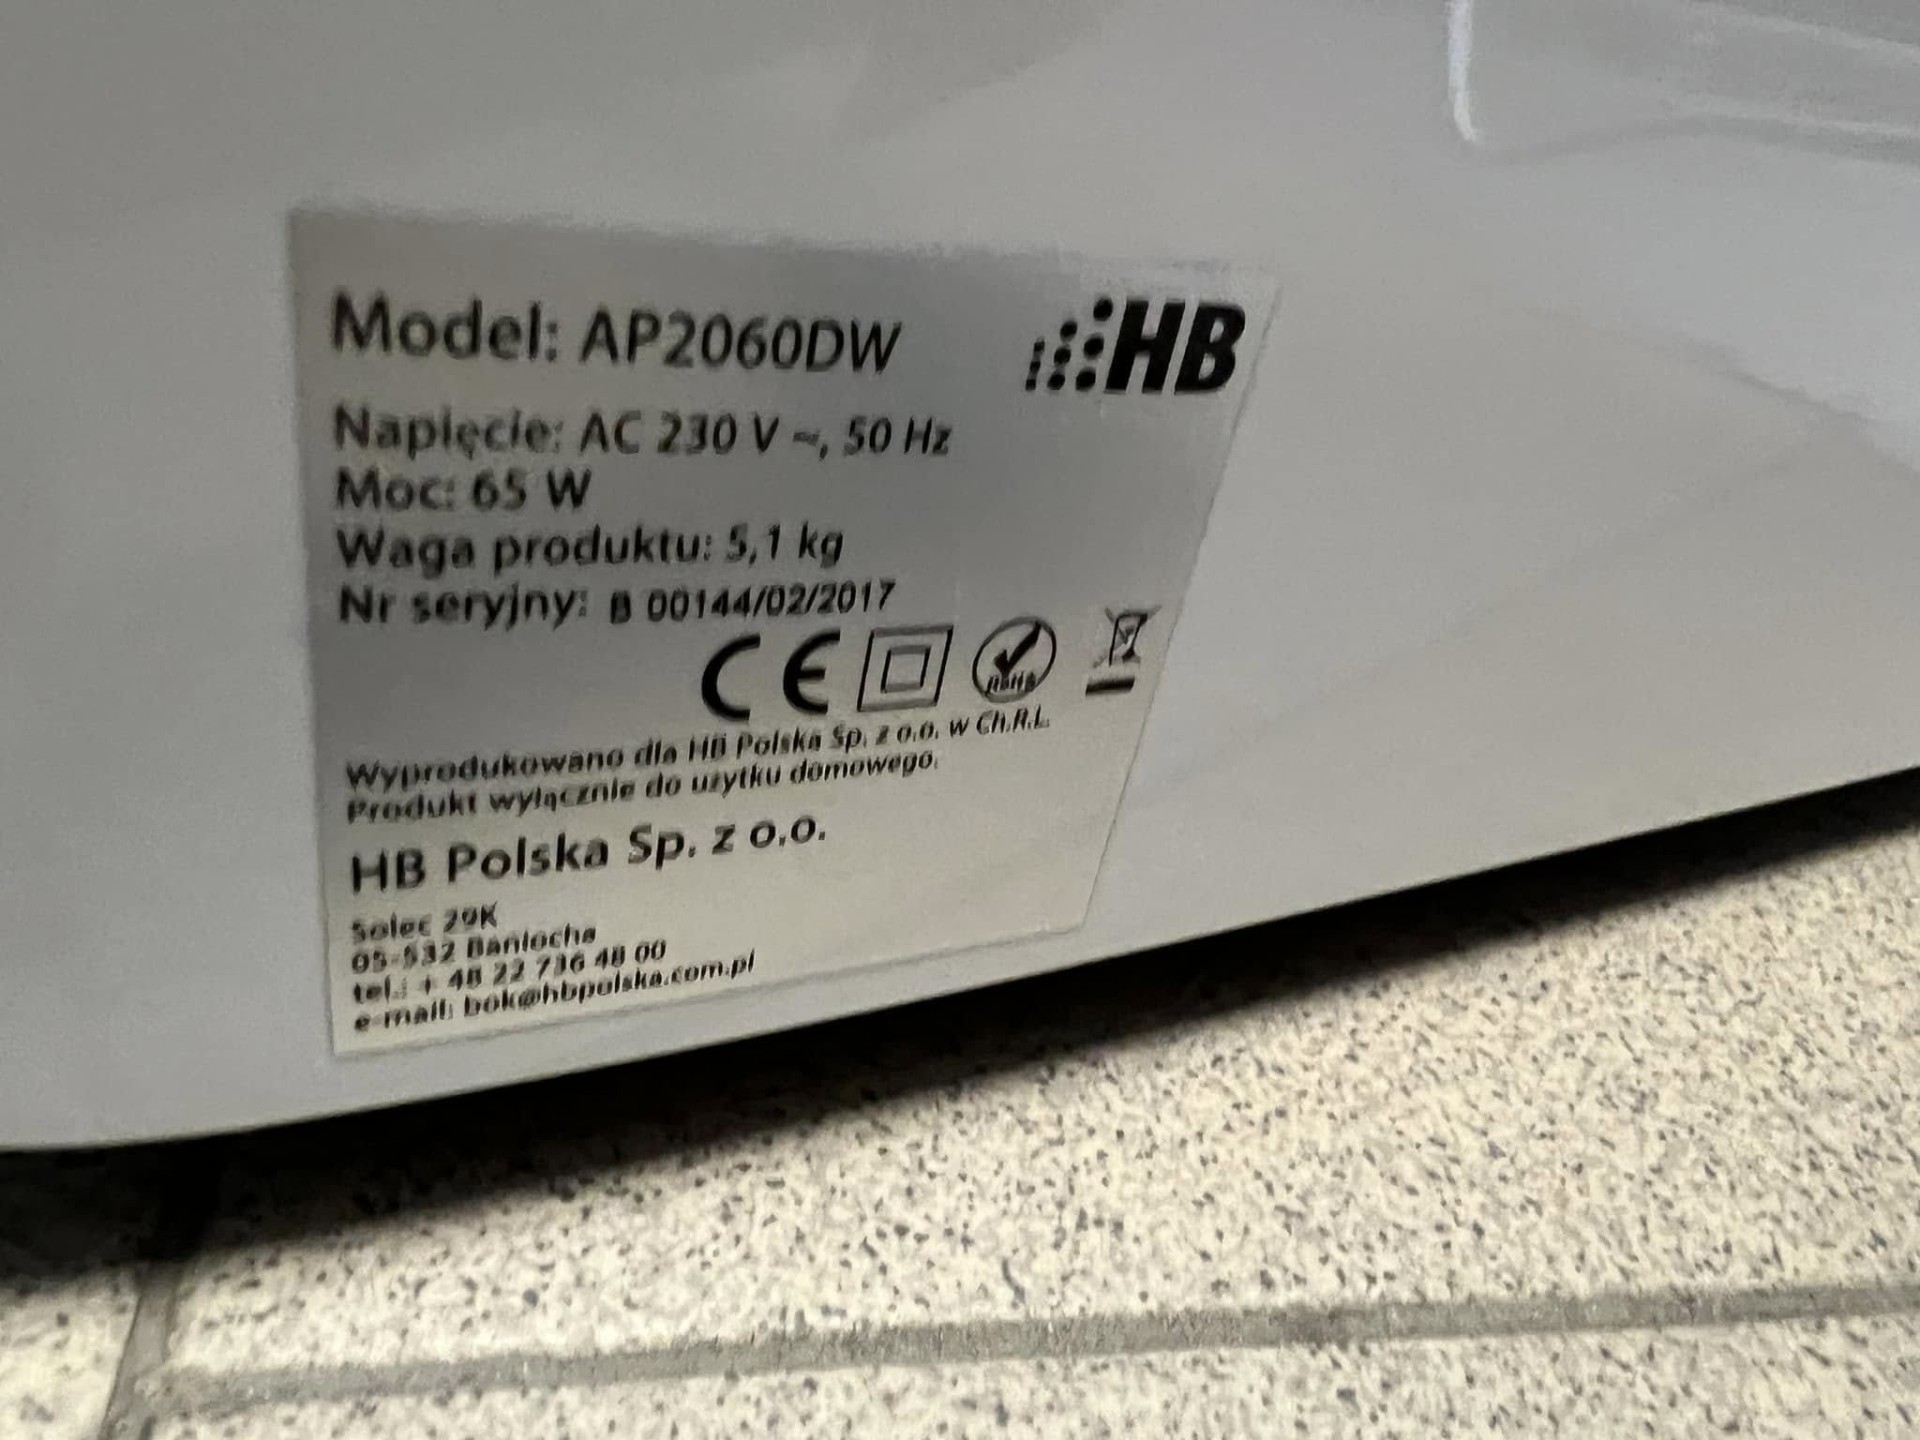 Model: AP2060DW
HB
Napięcie: AC 230 V ~, 50 Hz
Moc: 65 W
Waga produktu: 5,1 kg
Nr seryjny: B 00144/02/2017
CE
RoHS
Wyprodukowano dla HB Polska Sp. z o.o. w Ch.R.L.
Produkt wyłącznie do użytku domowego.
HB Polska Sp. z o.o.
Solec 29K
05-532 Baniocha
tel.: + 48 22 736 48 00
e-mail: bok@hbpolska.com.pl